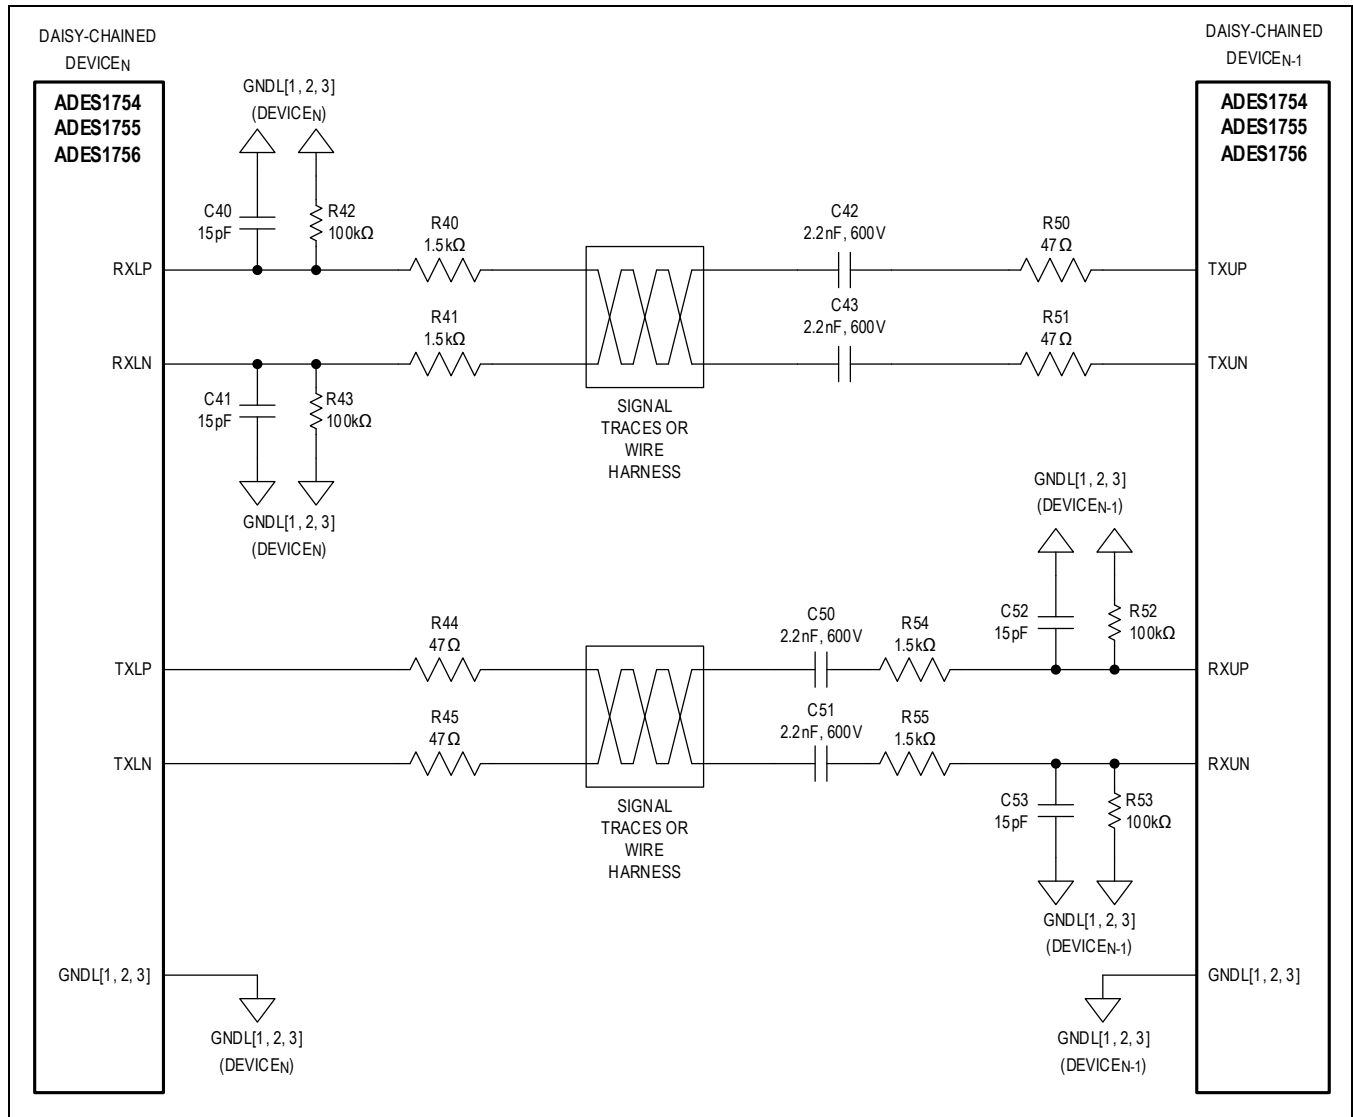 DAISY-CHAINED
DEVICEN
DAISY-CHAINED
DEVICEN-1
ADES1754
ADES1755
ADES1756
GNDL[1, 2, 3]
(DEVICEN)
ADES1754
ADES1755
ADES1756
C40
15pF
R42
100kΩ
R40
1.5kΩ
C42
2.2nF, 600V
R50
47Ω
RXLP
TXUP
R41
1.5kΩ
C43
2.2nF, 600V
R51
47Ω
RXLN
TXUN
C41
15pF
R43
100kΩ
SIGNAL
TRACES OR
WIRE
HARNESS
GNDL[1, 2, 3]
(DEVICEN)
GNDL[1, 2, 3]
(DEVICEN-1)
R44
47Ω
C50
2.2nF, 600V
R54
1.5kΩ
C52
15pF
R52
100kΩ
TXLP
RXUP
R45
47Ω
C51
2.2nF, 600V
R55
1.5kΩ
TXLN
RXUN
C53
15pF
R53
100kΩ
SIGNAL
TRACES OR
WIRE
HARNESS
GNDL[1, 2, 3]
(DEVICEN-1)
GNDL[1, 2, 3]
GNDL[1, 2, 3]
GNDL[1, 2, 3]
(DEVICEN)
GNDL[1, 2, 3]
(DEVICEN-1)